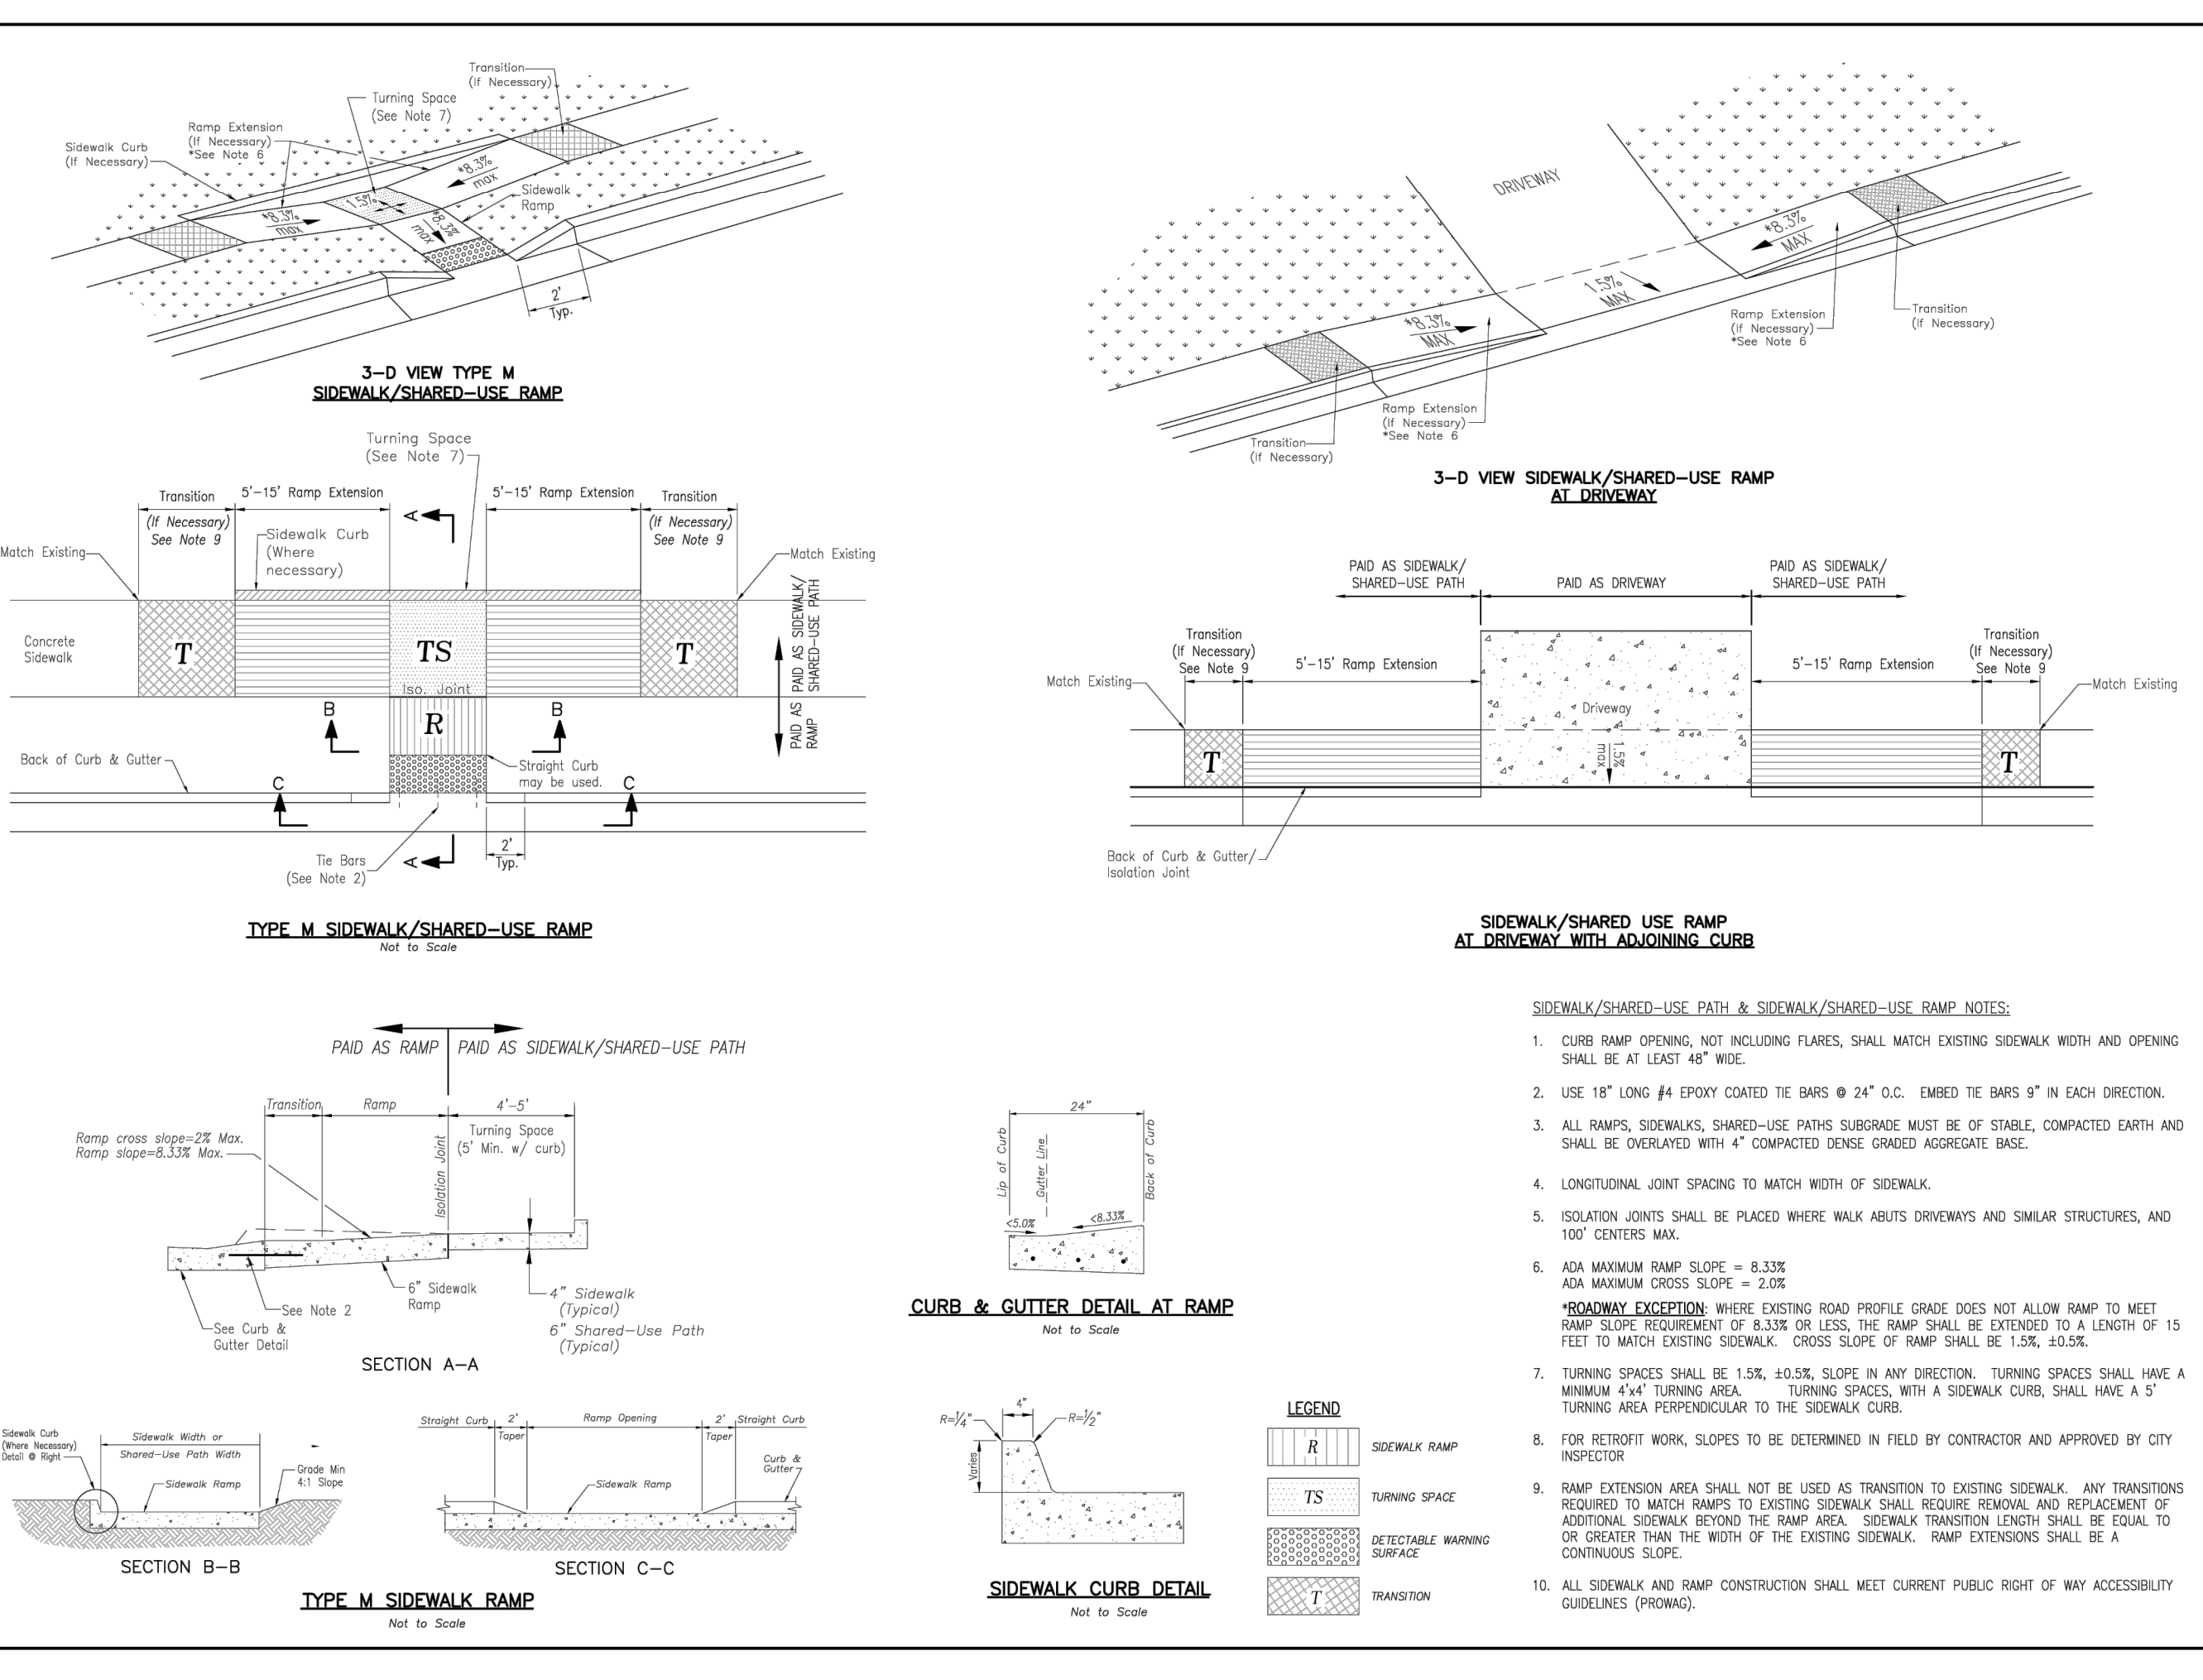 Transition
(If Necessary)
Turning Space
(See Note 7)
Ramp Extension
(If Necessary)
*See Note 6
Sidewalk Curb
(If Necessary)
*8.3%
max
Sidewalk
Ramp
1.5%
*8.3%
max
*8.3%
max
2'
Typ.
3-D VIEW TYPE M
SIDEWALK/SHARED-USE RAMP
DRIVEWAY
*8.3%
MAX
1.5%
MAX
*8.3%
MAX
Ramp Extension
(If Necessary)
*See Note 6
Transition
(If Necessary)
Ramp Extension
(If Necessary)
*See Note 6
Transition
(If Necessary)
3-D VIEW SIDEWALK/SHARED-USE RAMP
AT DRIVEWAY
Turning Space
(See Note 7)
Transition
(If Necessary)
See Note 9
5'-15' Ramp Extension
A
5'-15' Ramp Extension
Transition
(If Necessary)
See Note 9
Sidewalk Curb
(Where
necessary)
Match Existing
Match Existing
Concrete
Sidewalk
T
TS
T
Iso. Joint
R
B
B
PAID AS SIDEWALK/
SHARED-USE PATH
PAID AS
RAMP
Back of Curb & Gutter
Straight Curb
may be used.
C
C
2'
Typ.
A
Tie Bars
(See Note 2)
TYPE M SIDEWALK/SHARED-USE RAMP
Not to Scale
PAID AS SIDEWALK/
SHARED-USE PATH
PAID AS DRIVEWAY
PAID AS SIDEWALK/
SHARED-USE PATH
Transition
(If Necessary)
See Note 9
5'-15' Ramp Extension
5'-15' Ramp Extension
Transition
(If Necessary)
See Note 9
Match Existing
Match Existing
Driveway
1.5%
max
T
T
Back of Curb & Gutter/
Isolation Joint
SIDEWALK/SHARED USE RAMP
AT DRIVEWAY WITH ADJOINING CURB
PAID AS RAMP
PAID AS SIDEWALK/SHARED-USE PATH
Transition
Ramp
4'-5'
Turning Space
(5' Min. w/ curb)
Isolation Joint
Ramp cross slope=2% Max.
Ramp slope=8.33% Max.
6" Sidewalk
Ramp
See Note 2
See Curb &
Gutter Detail
4" Sidewalk
(Typical)
6" Shared-Use Path
(Typical)
SECTION A-A
24"
Lip of Curb
Gutter Line
Back of Curb
<5.0%
<8.33%
CURB & GUTTER DETAIL AT RAMP
Not to Scale
Sidewalk Curb
(Where Necessary)
Detail @ Right
Sidewalk Width or
Shared-Use Path Width
Sidewalk Ramp
Grade Min
4:1 Slope
SECTION B-B
Straight Curb
2'
Taper
Ramp Opening
2'
Taper
Straight Curb
Curb &
Gutter
Sidewalk Ramp
SECTION C-C
TYPE M SIDEWALK RAMP
Not to Scale
4"
R=1/4"
R=1/2"
Varies
SIDEWALK CURB DETAIL
Not to Scale
LEGEND
R
SIDEWALK RAMP
TS
TURNING SPACE
DETECTABLE WARNING
SURFACE
T
TRANSITION
SIDEWALK/SHARED-USE PATH & SIDEWALK/SHARED-USE RAMP NOTES:
1. CURB RAMP OPENING, NOT INCLUDING FLARES, SHALL MATCH EXISTING SIDEWALK WIDTH AND OPENING
SHALL BE AT LEAST 48" WIDE.
2. USE 18" LONG #4 EPOXY COATED TIE BARS @ 24" O.C. EMBED TIE BARS 9" IN EACH DIRECTION.
3. ALL RAMPS, SIDEWALKS, SHARED-USE PATHS SUBGRADE MUST BE OF STABLE, COMPACTED EARTH AND
SHALL BE OVERLAYED WITH 4" COMPACTED DENSE GRADED AGGREGATE BASE.
4. LONGITUDINAL JOINT SPACING TO MATCH WIDTH OF SIDEWALK.
5. ISOLATION JOINTS SHALL BE PLACED WHERE WALK ABUTS DRIVEWAYS AND SIMILAR STRUCTURES, AND
100' CENTERS MAX.
6. ADA MAXIMUM RAMP SLOPE = 8.33%
ADA MAXIMUM CROSS SLOPE = 2.0%
*ROADWAY EXCEPTION: WHERE EXISTING ROAD PROFILE GRADE DOES NOT ALLOW RAMP TO MEET
RAMP SLOPE REQUIREMENT OF 8.33% OR LESS, THE RAMP SHALL BE EXTENDED TO A LENGTH OF 15
FEET TO MATCH EXISTING SIDEWALK. CROSS SLOPE OF RAMP SHALL BE 1.5%, ±0.5%.
7. TURNING SPACES SHALL BE 1.5%, ±0.5%, SLOPE IN ANY DIRECTION. TURNING SPACES SHALL HAVE A
MINIMUM 4'x4' TURNING AREA. TURNING SPACES, WITH A SIDEWALK CURB, SHALL HAVE A 5'
TURNING AREA PERPENDICULAR TO THE SIDEWALK CURB.
8. FOR RETROFIT WORK, SLOPES TO BE DETERMINED IN FIELD BY CONTRACTOR AND APPROVED BY CITY
INSPECTOR
9. RAMP EXTENSION AREA SHALL NOT BE USED AS TRANSITION TO EXISTING SIDEWALK. ANY TRANSITIONS
REQUIRED TO MATCH RAMPS TO EXISTING SIDEWALK SHALL REQUIRE REMOVAL AND REPLACEMENT OF
ADDITIONAL SIDEWALK BEYOND THE RAMP AREA. SIDEWALK TRANSITION LENGTH SHALL BE EQUAL TO
OR GREATER THAN THE WIDTH OF THE EXISTING SIDEWALK. RAMP EXTENSIONS SHALL BE A
CONTINUOUS SLOPE.
10. ALL SIDEWALK AND RAMP CONSTRUCTION SHALL MEET CURRENT PUBLIC RIGHT OF WAY ACCESSIBILITY
GUIDELINES (PROWAG).